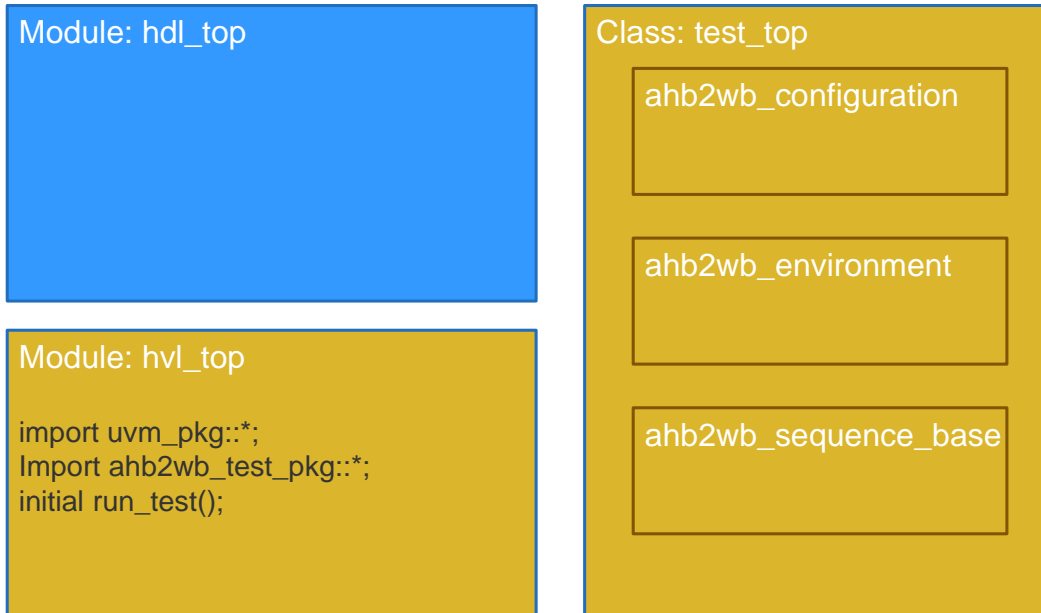 Module: hdl_top
Module: hvl_top
import uvm_pkg::*;
Import ahb2wb_test_pkg::*;
initial run_test();
Class: test_top
ahb2wb_configuration
ahb2wb_environment
ahb2wb_sequence_base